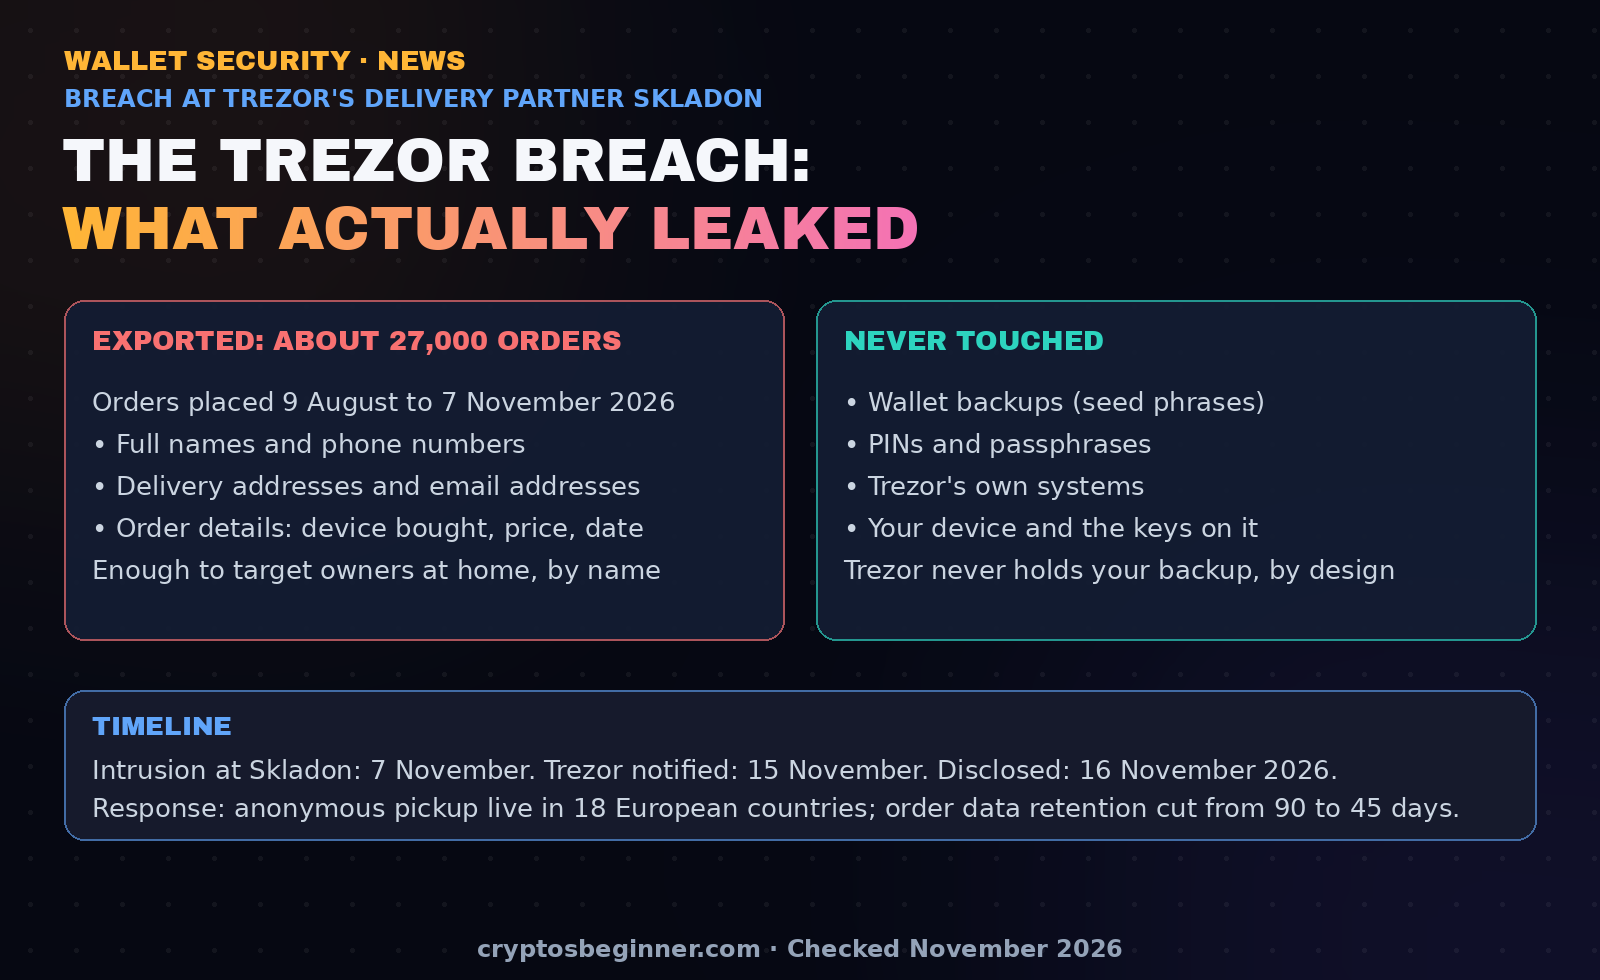 WALLET SECURITY · NEWS
BREACH AT TREZOR'S DELIVERY PARTNER SKLADON
THE TREZOR BREACH:
WHAT ACTUALLY LEAKED
EXPORTED: ABOUT 27,000 ORDERS
Orders placed 9 August to 7 November 2026
• Full names and phone numbers
• Delivery addresses and email addresses
• Order details: device bought, price, date
Enough to target owners at home, by name
NEVER TOUCHED
• Wallet backups (seed phrases)
• PINs and passphrases
• Trezor's own systems
• Your device and the keys on it
Trezor never holds your backup, by design
TIMELINE
Intrusion at Skladon: 7 November. Trezor notified: 15 November. Disclosed: 16 November 2026.
Response: anonymous pickup live in 18 European countries; order data retention cut from 90 to 45 days.
cryptosbeginner.com · Checked November 2026